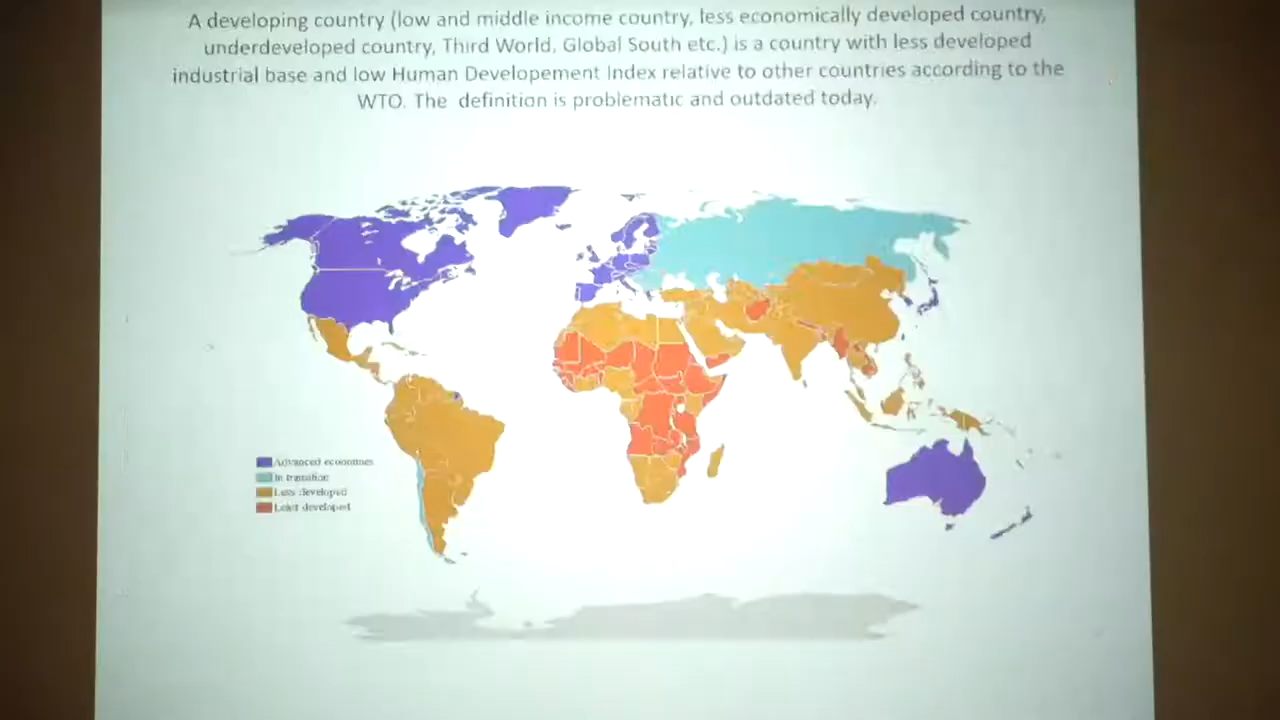 A developing country (low and middle income country, less economically developed country,
underdeveloped country, Third World, Global South etc.) is a country with less developed
industrial base and low Human Developement Index relative to other countries according to the
WTO. The definition is problematic and outdated today.
Advanced economies
In transition
Less developed
Least developed